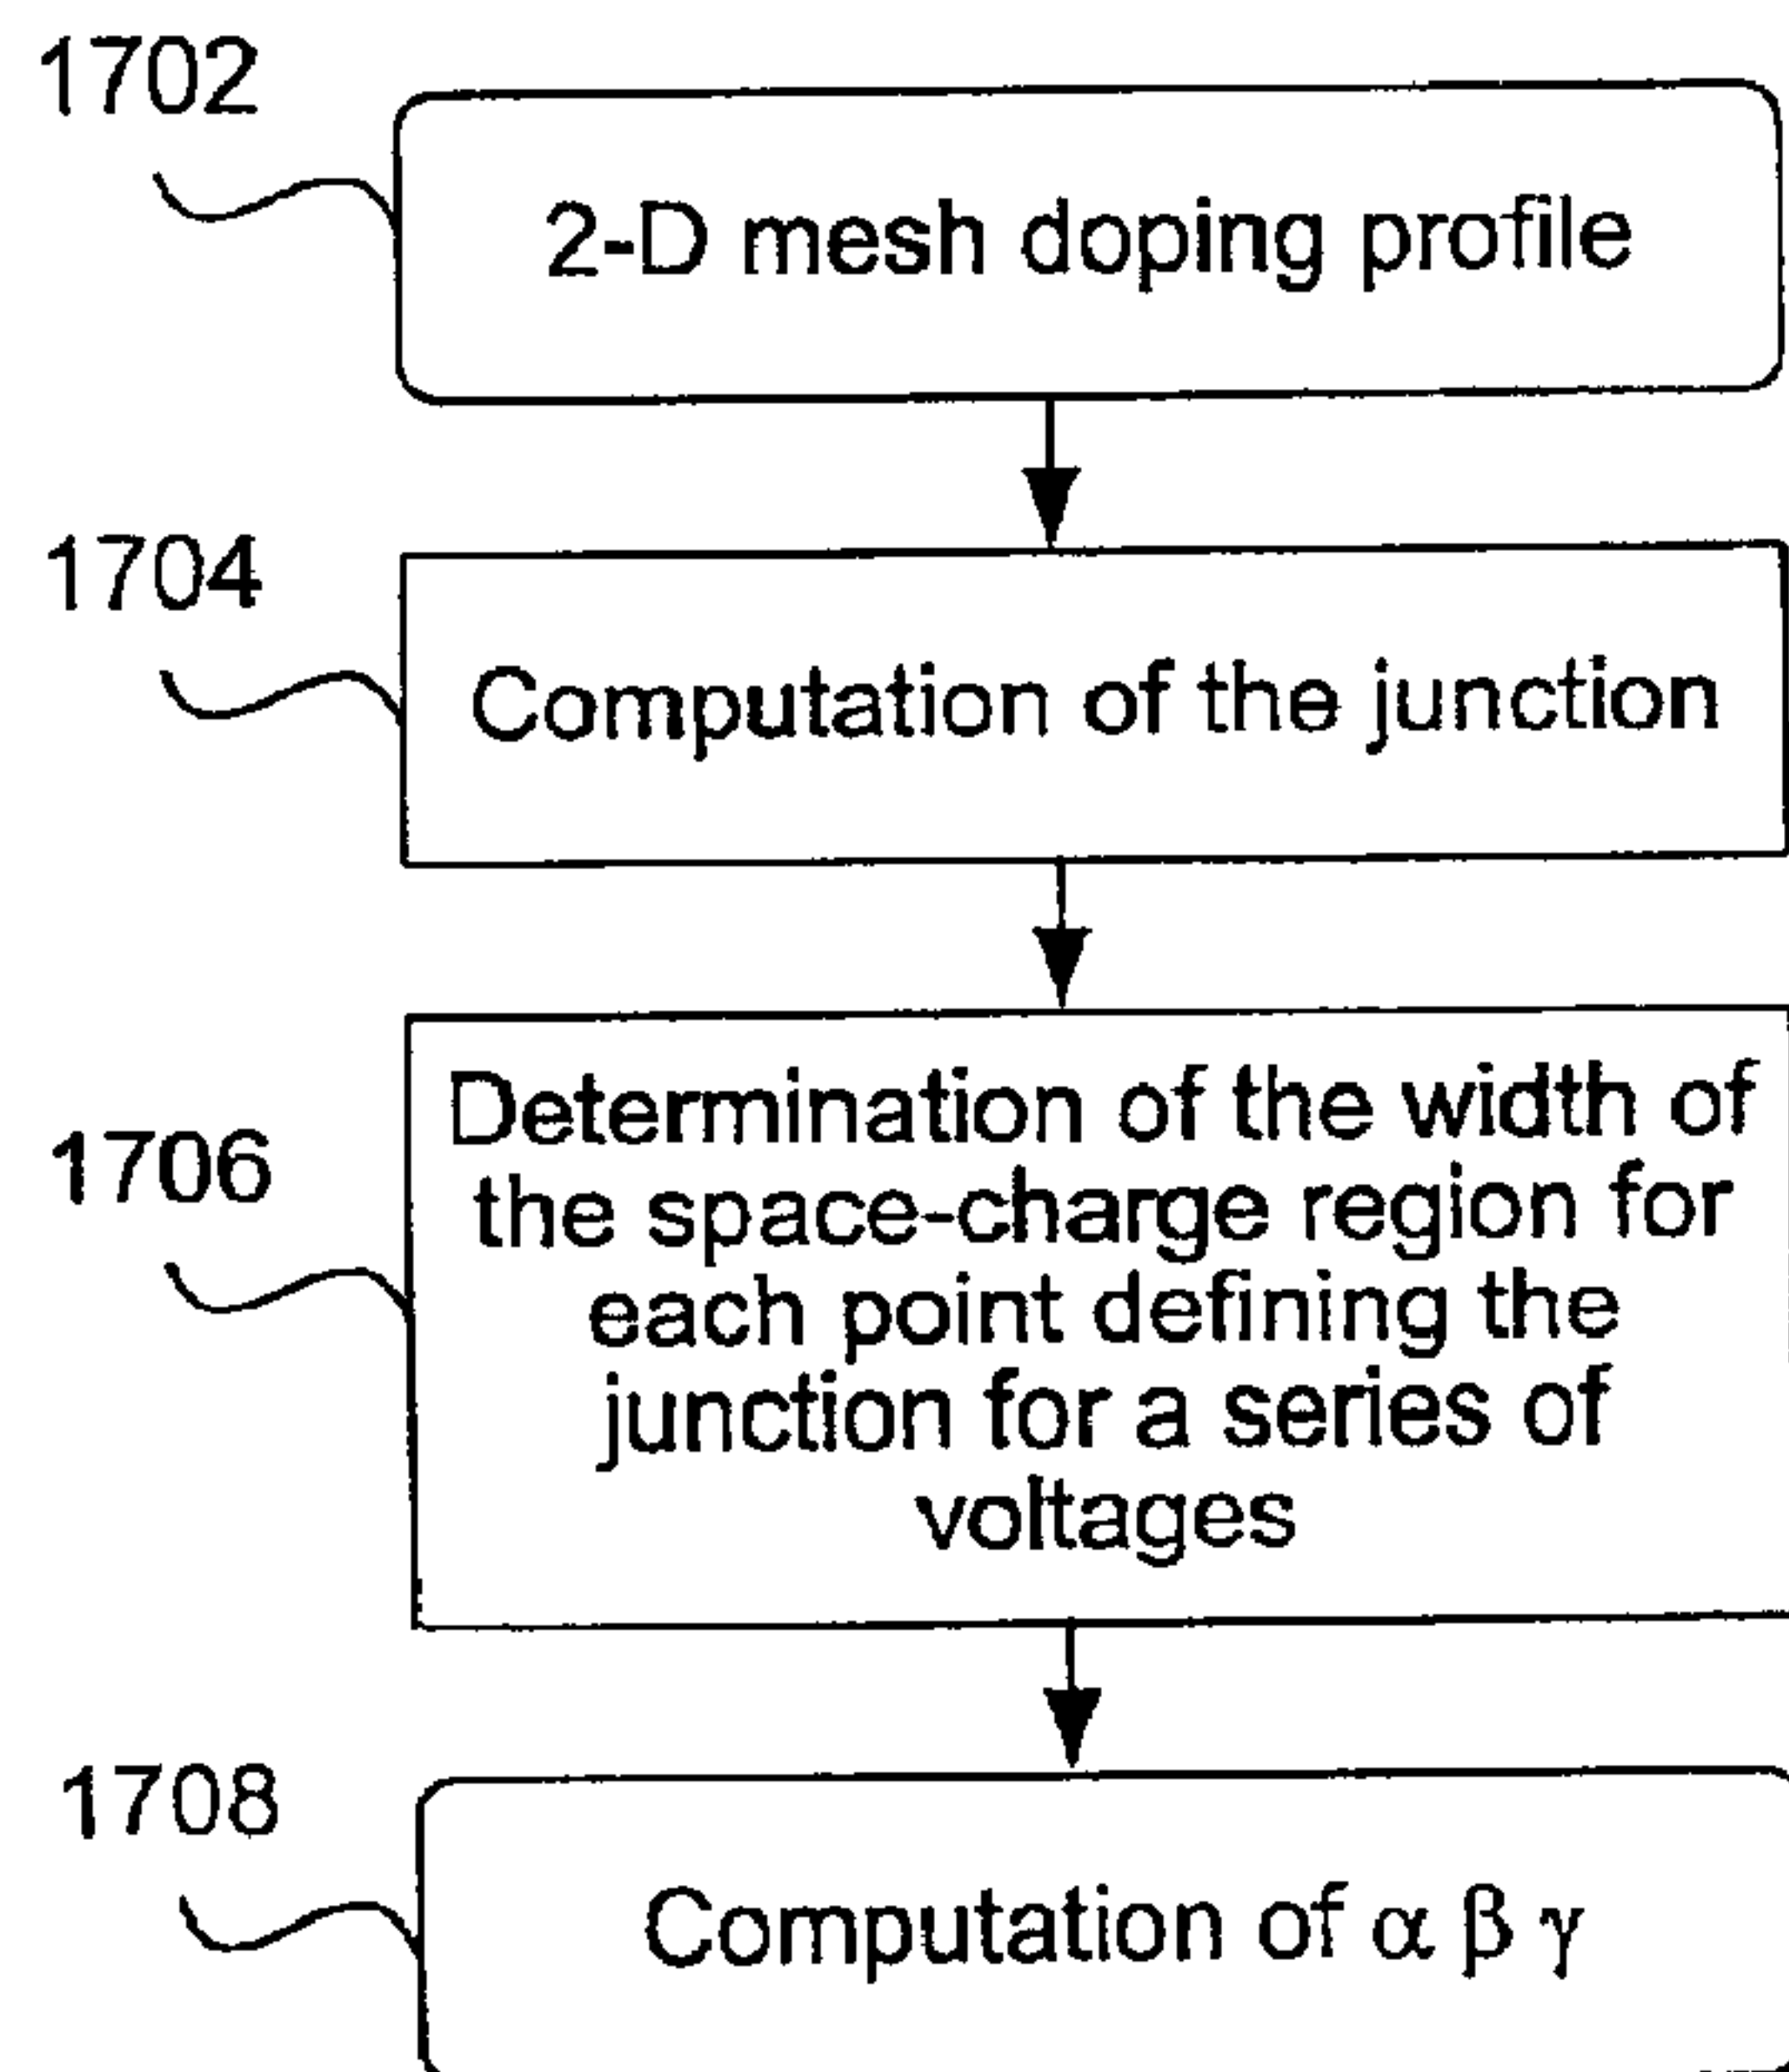 1702
2-D mesh doping profile
1704
Computation of the junction
1706
Determination of the width of
the space-charge region for
each point defining the
junction for a series of
voltages
1708
Computation of α β γ